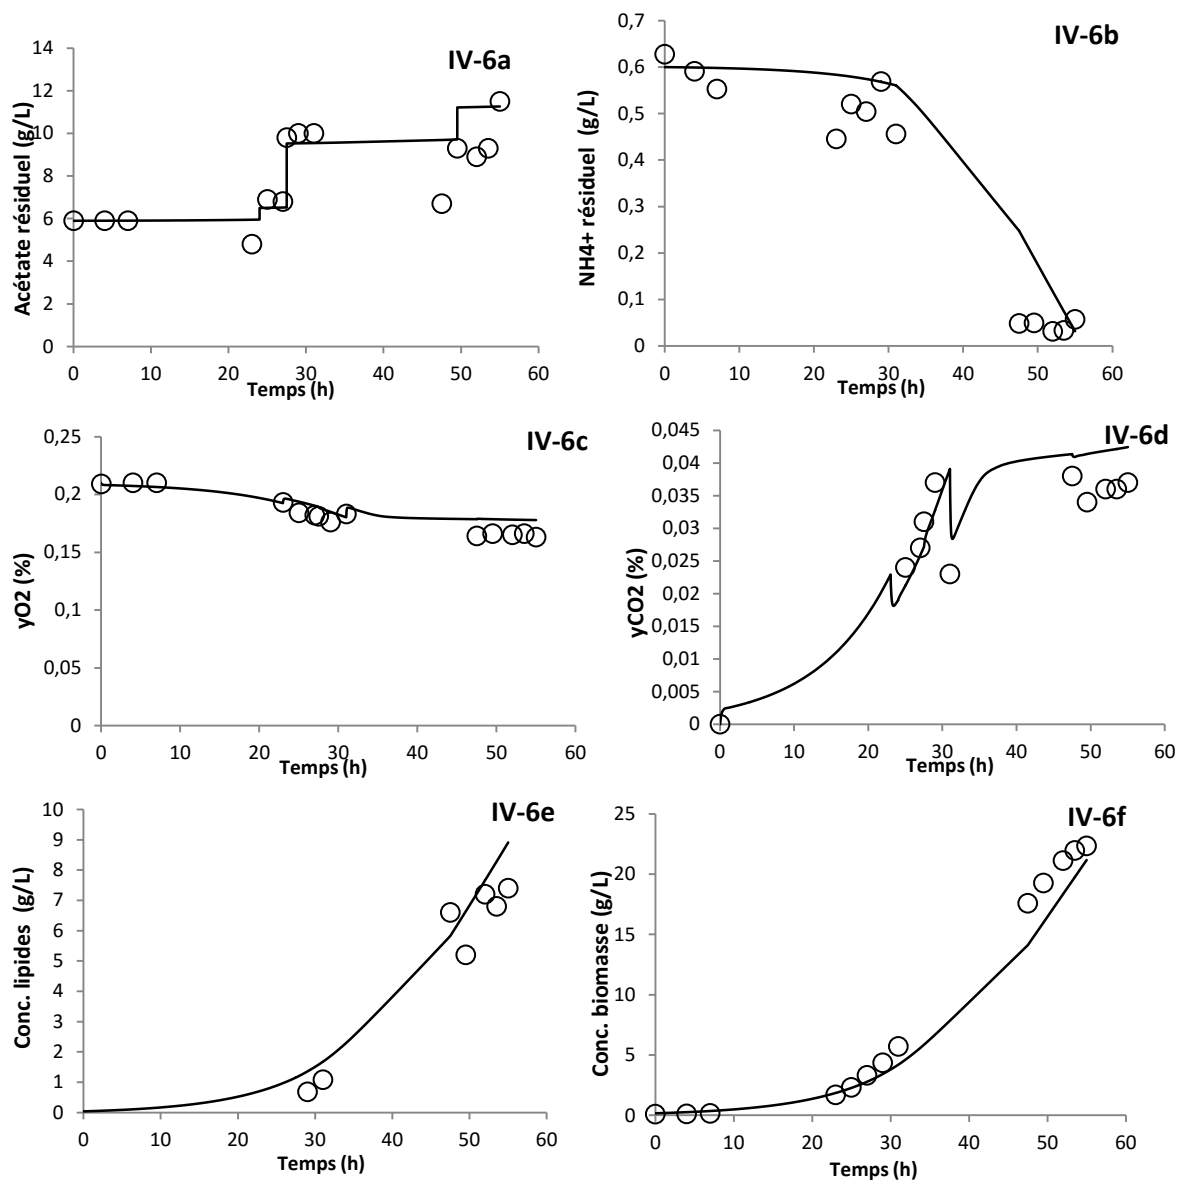 IV-6a
Acétate résiduel (g/L)
14
12
10
8
6
4
2
0
0 10 20 30 40 50 60
Temps (h)
IV-6b
NH4+ résiduel (g/L)
0,7
0,6
0,5
0,4
0,3
0,2
0,1
0
0 10 20 30 40 50 60
Temps (h)
IV-6c
yO2 (%)
0,25
0,2
0,15
0,1
0,05
0
0 10 20 30 40 50 60
Temps (h)
IV-6d
yCO2 (%)
0,045
0,04
0,035
0,03
0,025
0,02
0,015
0,01
0,005
0
0 10 20 30 40 50 60
Temps (h)
IV-6e
Conc. lipides (g/L)
10
9
8
7
6
5
4
3
2
1
0
0 10 20 30 40 50 60
Temps (h)
IV-6f
Conc. biomasse (g/L)
25
20
15
10
5
0
0 10 20 30 40 50 60
Temps (h)